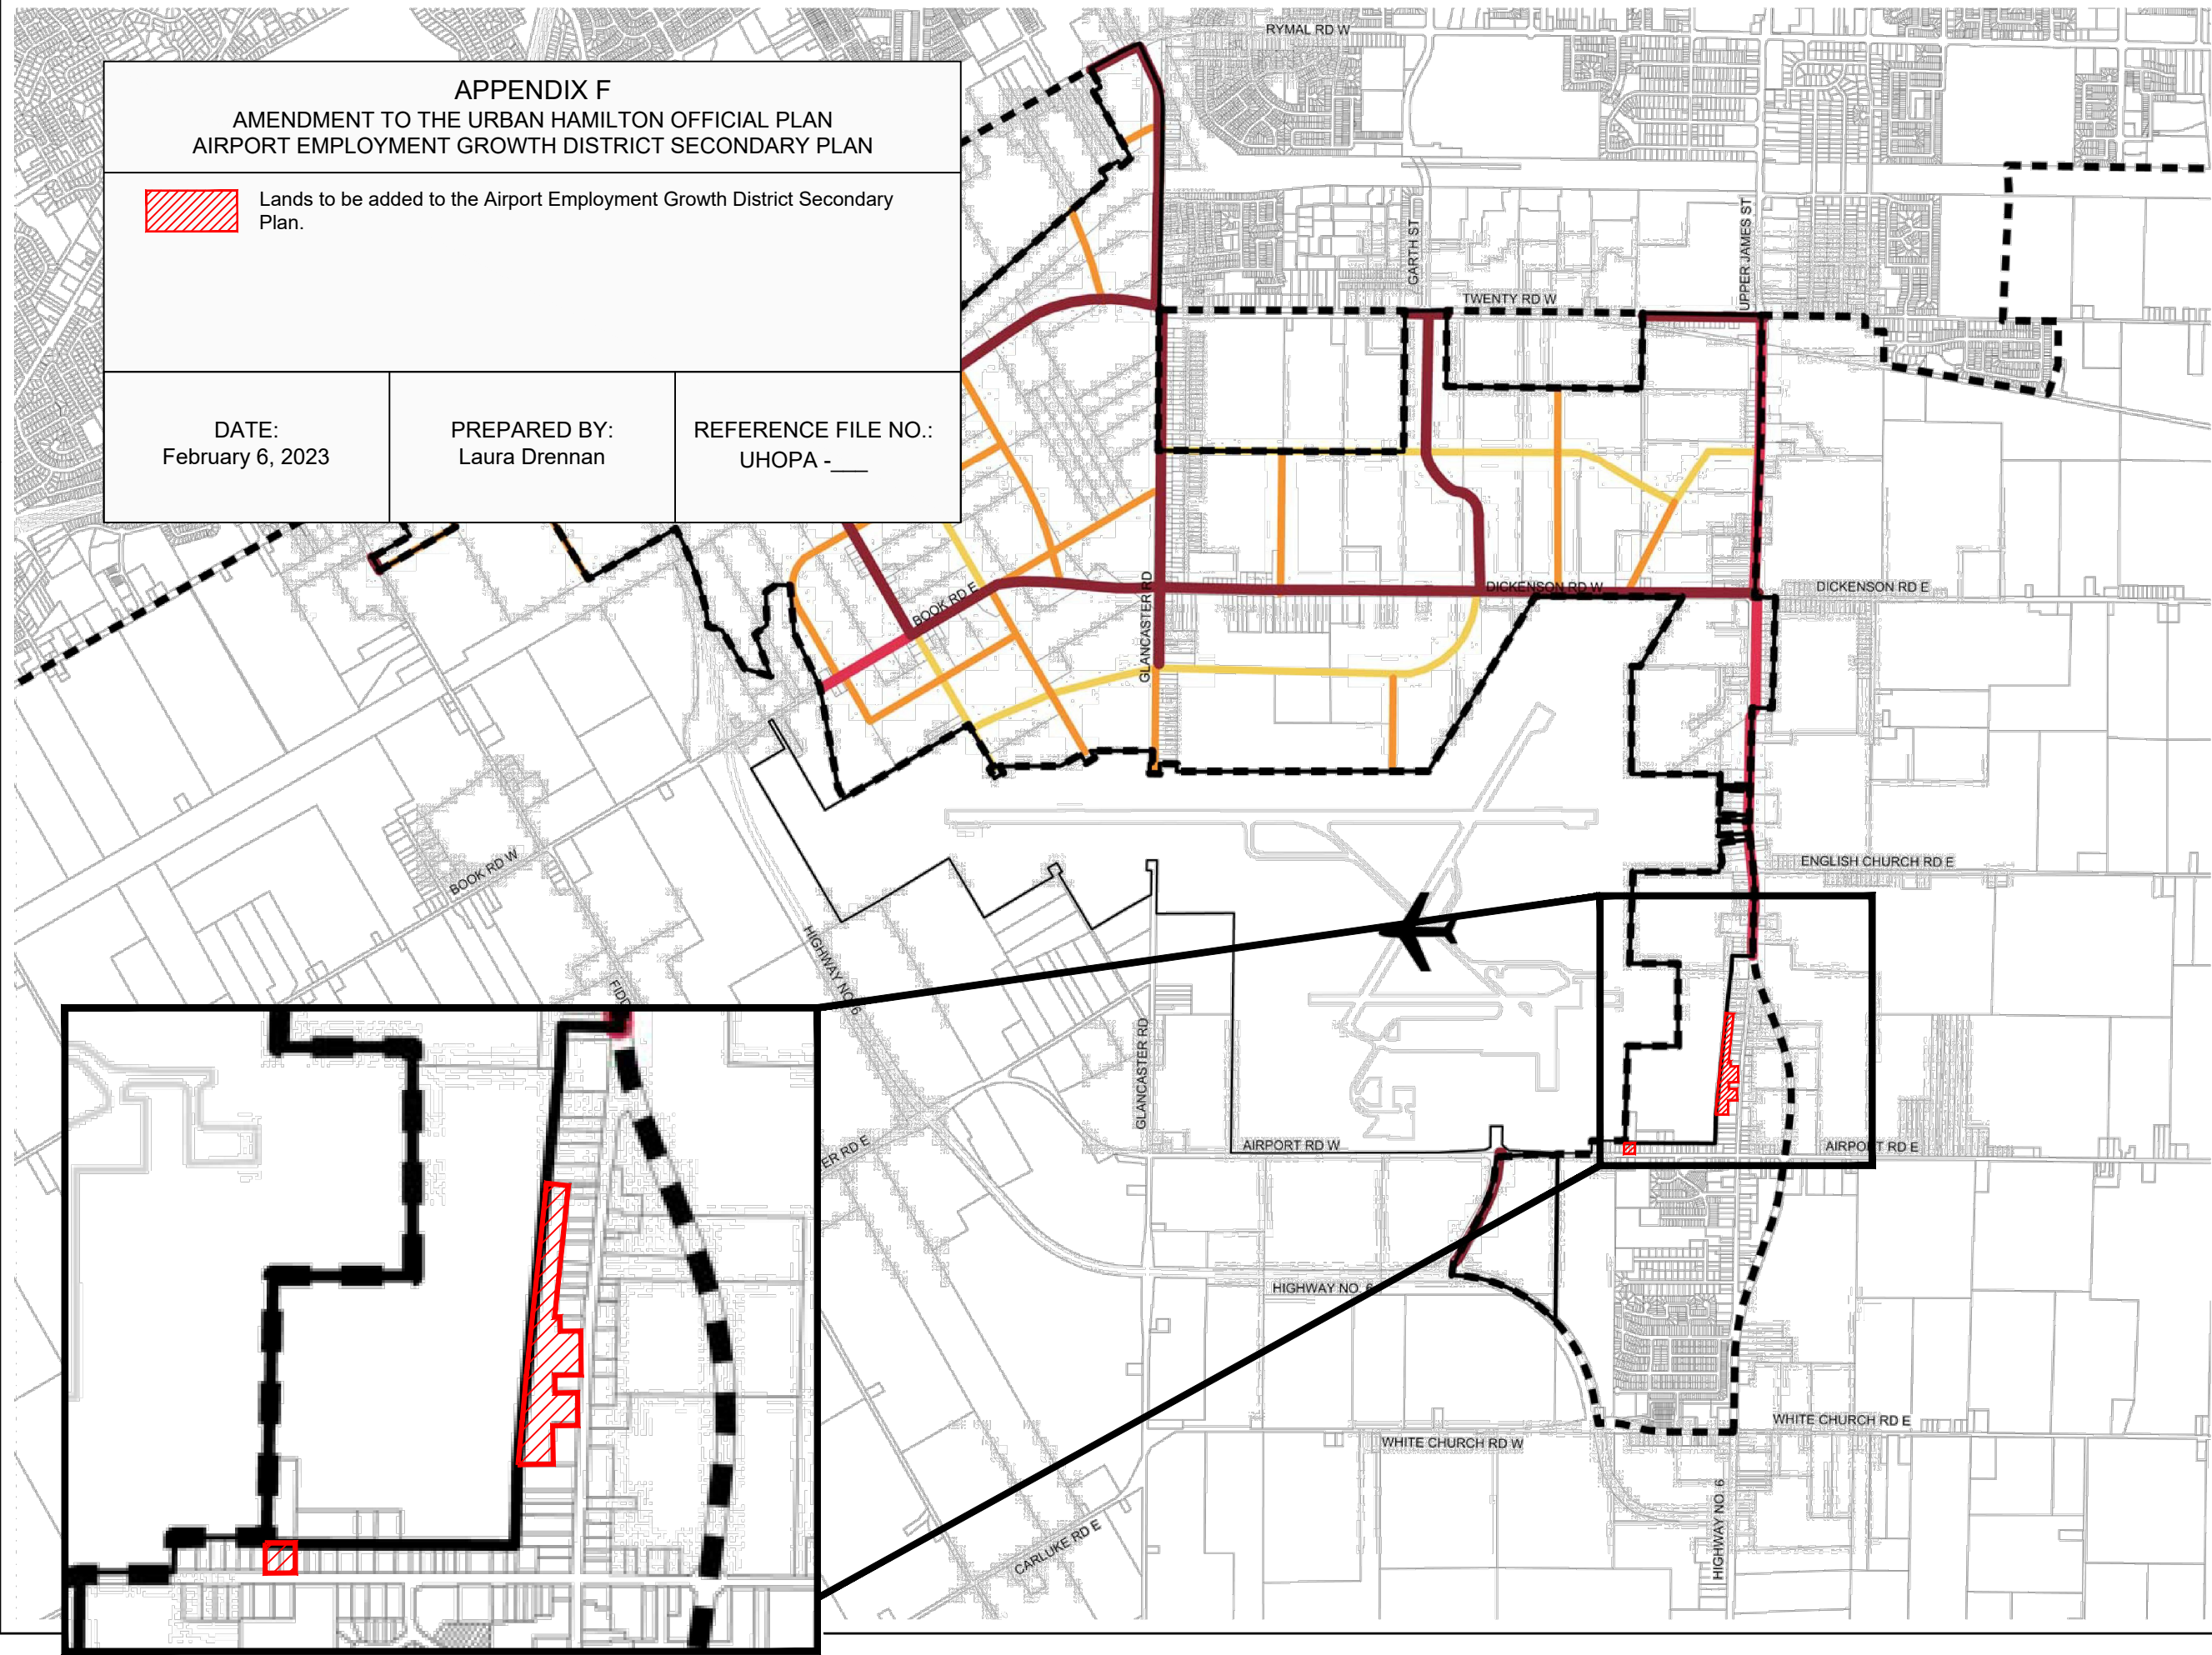 APPENDIX F
AMENDMENT TO THE URBAN HAMILTON OFFICIAL PLAN
AIRPORT EMPLOYMENT GROWTH DISTRICT SECONDARY PLAN
Lands to be added to the Airport Employment Growth District Secondary
Plan.
DATE:
February 6, 2023
PREPARED BY:
Laura Drennan
REFERENCE FILE NO.:
UHOPA -___
RYMAL RD W
GARTH ST
UPPER JAMES ST
TWENTY RD W
BOOK RD E
GLANCASTER RD
DICKENSON RD W
DICKENSON RD E
BOOK RD W
ENGLISH CHURCH RD E
HIGHWAY NO. 6
FIDD
GLANCASTER RD
ER RD E
AIRPORT RD W
AIRPORT RD E
HIGHWAY NO. 6
WHITE CHURCH RD W
WHITE CHURCH RD E
HIGHWAY NO. 6
CARLUKE RD E